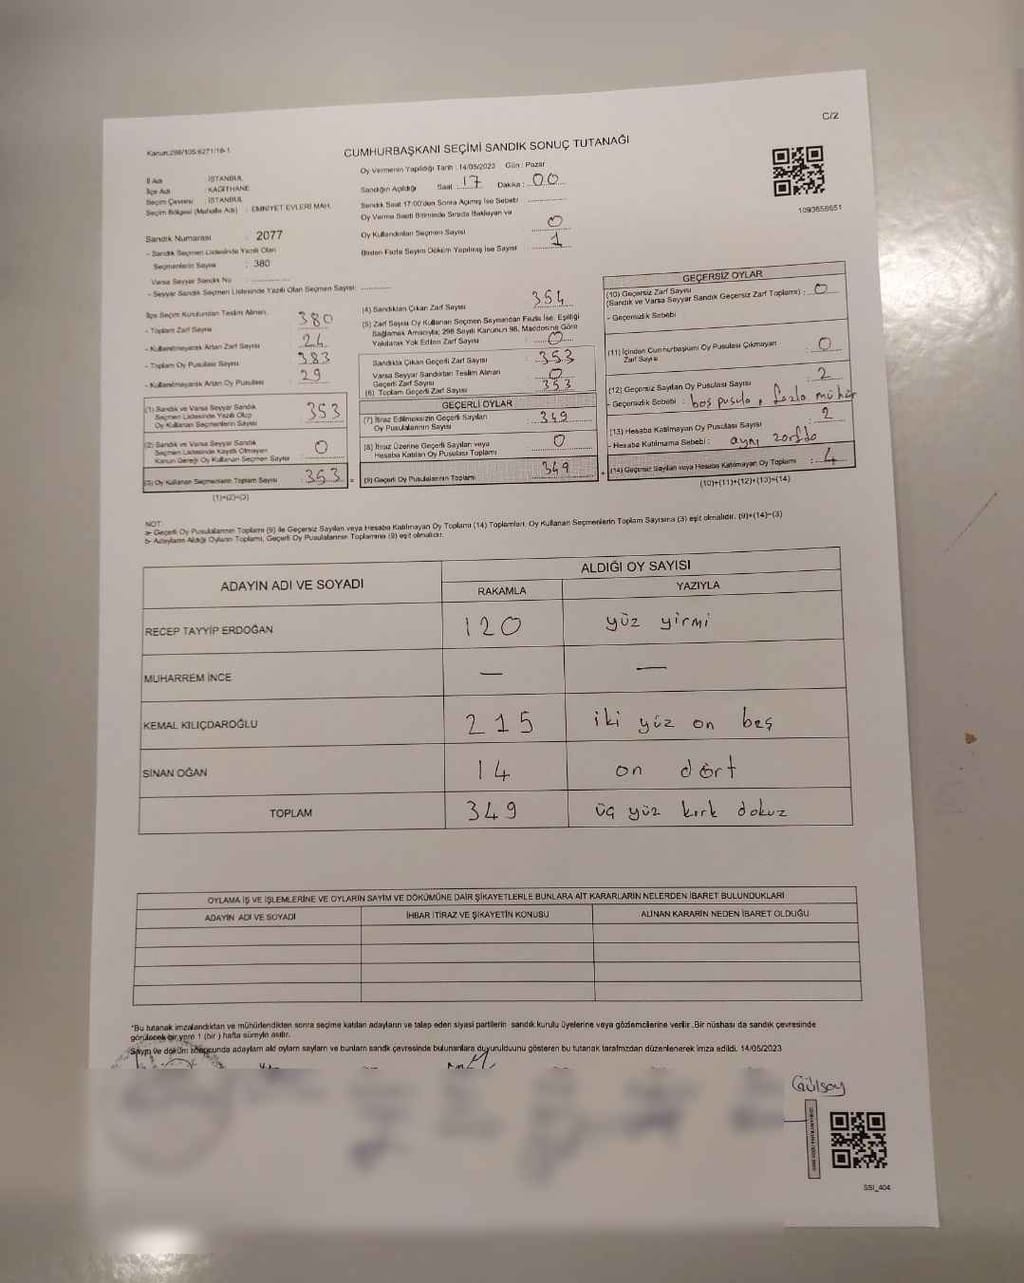 C/2
Kanun:298/105:6271/18-1
CUMHURBAŞKANI SEÇİMİ SANDIK SONUÇ TUTANAĞI
İl Adı : İSTANBUL
İlçe Adı : KAĞITHANE
Seçim Çevresi : İSTANBUL
Seçim Bölgesi (Mahalle Adı) : EMNİYET EVLERİ MAH.
Sandık Numarası : 2077
- Sandık Seçmen Listesinde Yazılı Olan
Seçmenlerin Sayısı : 380
Varsa Seyyar Sandık No :
- Seyyar Sandık Seçmen Listesinde Yazılı Olan Seçmen Sayısı:
Oy Vermenin Yapıldığı Tarih : 14/05/2023 Gün : Pazar
Sandığın Açıldığı Saat : 17 Dakika : 00
Sandık Saat 17:00'den Sonra Açılmış İse Sebebi
Oy Verme Saati Bitiminde Sırada Bekleyen ve
Oy Kullandırılan Seçmen Sayısı 0
Birden Fazla Sayım Döküm Yapılmış İse Sayısı 1
1093658651
İlçe Seçim Kurulundan Teslim Alınan
- Toplam Zarf Sayısı 380
- Kullanılmayarak Artan Zarf Sayısı 26
- Toplam Oy Pusulası Sayısı 383
- Kullanılmayarak Artan Oy Pusulası 29
(1) Sandık ve Varsa Seyyar Sandık
Seçmen Listesinde Yazılı Olup
Oy Kullanan Seçmenlerin Sayısı 353
(2) Sandık ve Varsa Seyyar Sandık
Seçmen Listesinde Kayıtlı Olmayan
Kanun Gereği Oy Kullanan Seçmen Sayısı 0
(3) Oy Kullanan Seçmenlerin Toplam Sayısı 353
(1)+(2)=(3)
(4) Sandıktan Çıkan Zarf Sayısı 354
(5) Zarf Sayısı Oy Kullanan Seçmen Sayısından Fazla İse, Eşitliği
Sağlamak Amacıyla; 298 Sayılı Kanunun 98. Maddesine Göre
Yakılarak Yok Edilen Zarf Sayısı 0
Sandıkta Çıkan Geçerli Zarf Sayısı 353
Varsa Seyyar Sandıktan Teslim Alınan
Geçerli Zarf Sayısı 0
(6) Toplam Geçerli Zarf Sayısı 353
GEÇERLİ OYLAR
(7) İtiraz Edilmeksizin Geçerli Sayılan
Oy Pusulasının Sayısı 349
(8) İtiraz Üzerine Geçerli Sayılan veya
Hesaba Katılan Oy Pusulası Toplamı 0
(9) Geçerli Oy Pusulalarının Toplamı 349
GEÇERSİZ OYLAR
(10) Geçersiz Zarf Sayısı
(Sandık ve Varsa Seyyar Sandık Geçersiz Zarf Toplamı) : 0
- Geçersizlik Sebebi
(11) İçinden Cumhurbaşkanı Oy Pusulası Çıkmayan
Zarf Sayısı 0
(12) Geçersiz Sayılan Oy Pusulası Sayısı 2
- Geçersizlik Sebebi : boş pusula, fazla mühür
(13) Hesaba Katılmayan Oy Pusulası Sayısı 2
- Hesaba Katılmama Sebebi : aynı zarfda
(14) Geçersiz Sayılan veya Hesaba Katılmayan Oy Toplamı : 4
(10)+(11)+(12)+(13)=(14)
NOT:
a- Geçerli Oy Pusulalarının Toplamı (9) ile Geçersiz Sayılan veya Hesaba Katılmayan Oy Toplamı (14) Toplamları, Oy Kullanan Seçmenlerin Toplam Sayısına (3) eşit olmalıdır. (9)+(14)=(3)
b- Adayların Aldığı Oyların Toplamı, Geçerli Oy Pusulalarının Toplamına (9) eşit olmalıdır.
ADAYIN ADI VE SOYADI
ALDIĞI OY SAYISI
RAKAMLA YAZIYLA
RECEP TAYYİP ERDOĞAN 120 yüz yirmi
MUHARREM İNCE — —
KEMAL KILIÇDAROĞLU 215 iki yüz on beş
SİNAN OĞAN 14 on dört
TOPLAM 349 üç yüz kırk dokuz
OYLAMA İŞ VE İŞLEMLERİNE VE OYLARIN SAYIM VE DÖKÜMÜNE DAİR ŞİKAYETLERLE BUNLARA AİT KARARLARIN NELERDEN İBARET BULUNDUKLARI
ADAYIN ADI VE SOYADI İHBAR İTİRAZ VE ŞİKAYETİN KONUSU ALINAN KARARIN NEDEN İBARET OLDUĞU
*Bu tutanak imzalandıktan ve mühürlendikten sonra seçime katılan adayların ve talep eden siyasi partilerin sandık kurulu üyelerine veya gözlemcilerine verilir. Bir nüshası da sandık çevresinde
görülecek bir yere 1 (bir) hafta süreyle asılır.
Sayım ve döküm sonucunda adayların aldığı oyların sayıları ve bunların sandık çevresinde bulunanlara duyurulduğunu gösteren bu tutanak tarafımızdan düzenlenerek imza edildi. 14/05/2023
Gülsoy
SSI_404